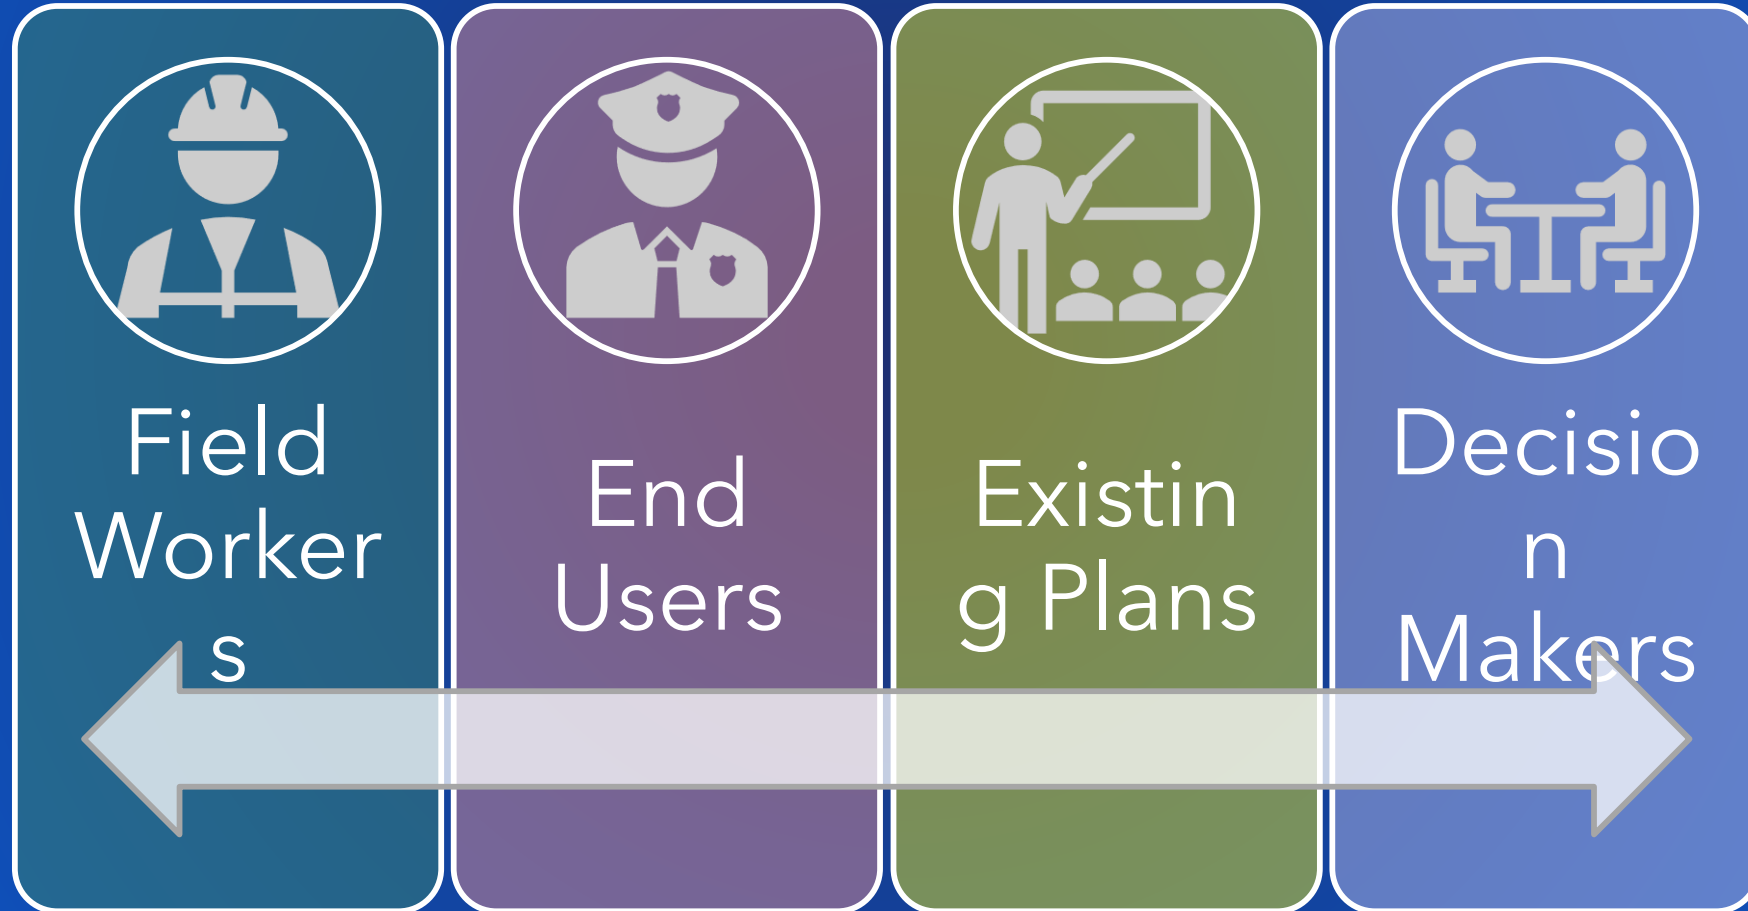 Field
Worker
s
End
Users
Existin
g Plans
Decisio
n
Makers